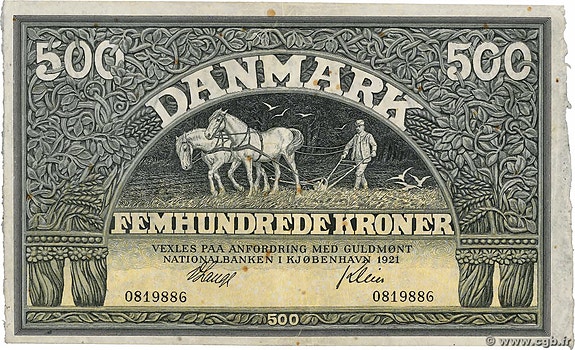 500 500
DANMARK
FEMHUNDREDE KRONER
VEXLES PAA ANFORDRING MED GULDMØNT
NATIONALBANKEN I KJØBENHAVN 1921
0819886 0819886
500
© www.cgb.fr